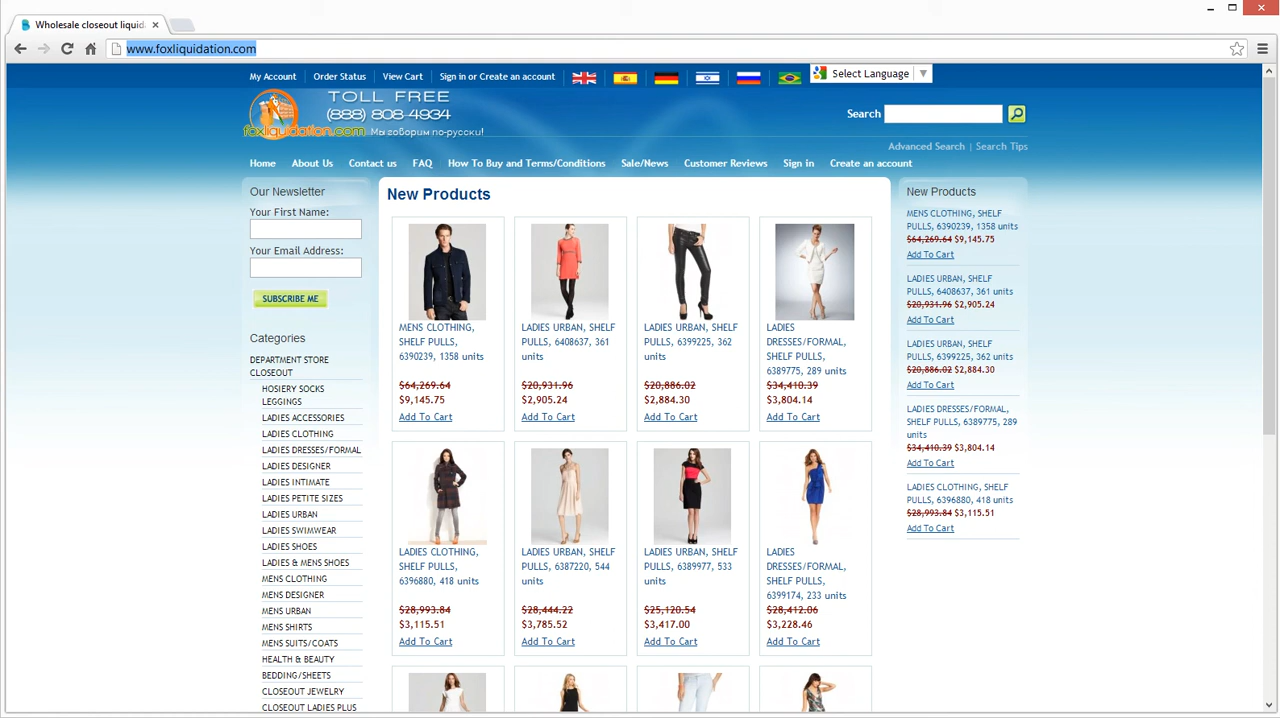 Wholesale closeout liquid
www.foxliquidation.com
My Account
Order Status
View Cart
Sign in or Create an account
Select Language
TOLL FREE
(888) 808-4934
foxliquidation.com
Мы говорим по-русски!
Search
Advanced Search | Search Tips
Home
About Us
Contact us
FAQ
How To Buy and Terms/Conditions
Sale/News
Customer Reviews
Sign in
Create an account
Our Newsletter
Your First Name:
Your Email Address:
SUBSCRIBE ME
Categories
DEPARTMENT STORE
CLOSEOUT
HOSIERY SOCKS
LEGGINGS
LADIES ACCESSORIES
LADIES CLOTHING
LADIES DRESSES/FORMAL
LADIES DESIGNER
LADIES INTIMATE
LADIES PETITE SIZES
LADIES URBAN
LADIES SWIMWEAR
LADIES SHOES
LADIES & MENS SHOES
MENS CLOTHING
MENS DESIGNER
MENS URBAN
MENS SHIRTS
MENS SUITS/COATS
HEALTH & BEAUTY
BEDDING/SHEETS
CLOSEOUT JEWELRY
CLOSEOUT LADIES PLUS
New Products
MENS CLOTHING,
SHELF PULLS,
6390239, 1358 units
$64,269.64
$9,145.75
Add To Cart
LADIES URBAN, SHELF
PULLS, 6408637, 361
units
$20,931.96
$2,905.24
Add To Cart
LADIES URBAN, SHELF
PULLS, 6399225, 362
units
$20,886.02
$2,884.30
Add To Cart
LADIES
DRESSES/FORMAL,
SHELF PULLS,
6389775, 289 units
$34,410.39
$3,804.14
Add To Cart
LADIES CLOTHING,
SHELF PULLS,
6396880, 418 units
$28,993.84
$3,115.51
Add To Cart
LADIES URBAN, SHELF
PULLS, 6387220, 544
units
$28,444.22
$3,785.52
Add To Cart
LADIES URBAN, SHELF
PULLS, 6389977, 533
units
$25,120.54
$3,417.00
Add To Cart
LADIES
DRESSES/FORMAL,
SHELF PULLS,
6399174, 233 units
$28,412.06
$3,228.46
Add To Cart
New Products
MENS CLOTHING, SHELF
PULLS, 6390239, 1358 units
$64,269.64 $9,145.75
Add To Cart
LADIES URBAN, SHELF
PULLS, 6408637, 361 units
$20,931.96 $2,905.24
Add To Cart
LADIES URBAN, SHELF
PULLS, 6399225, 362 units
$20,886.02 $2,884.30
Add To Cart
LADIES DRESSES/FORMAL,
SHELF PULLS, 6389775, 289
units
$34,410.39 $3,804.14
Add To Cart
LADIES CLOTHING, SHELF
PULLS, 6396880, 418 units
$28,993.84 $3,115.51
Add To Cart